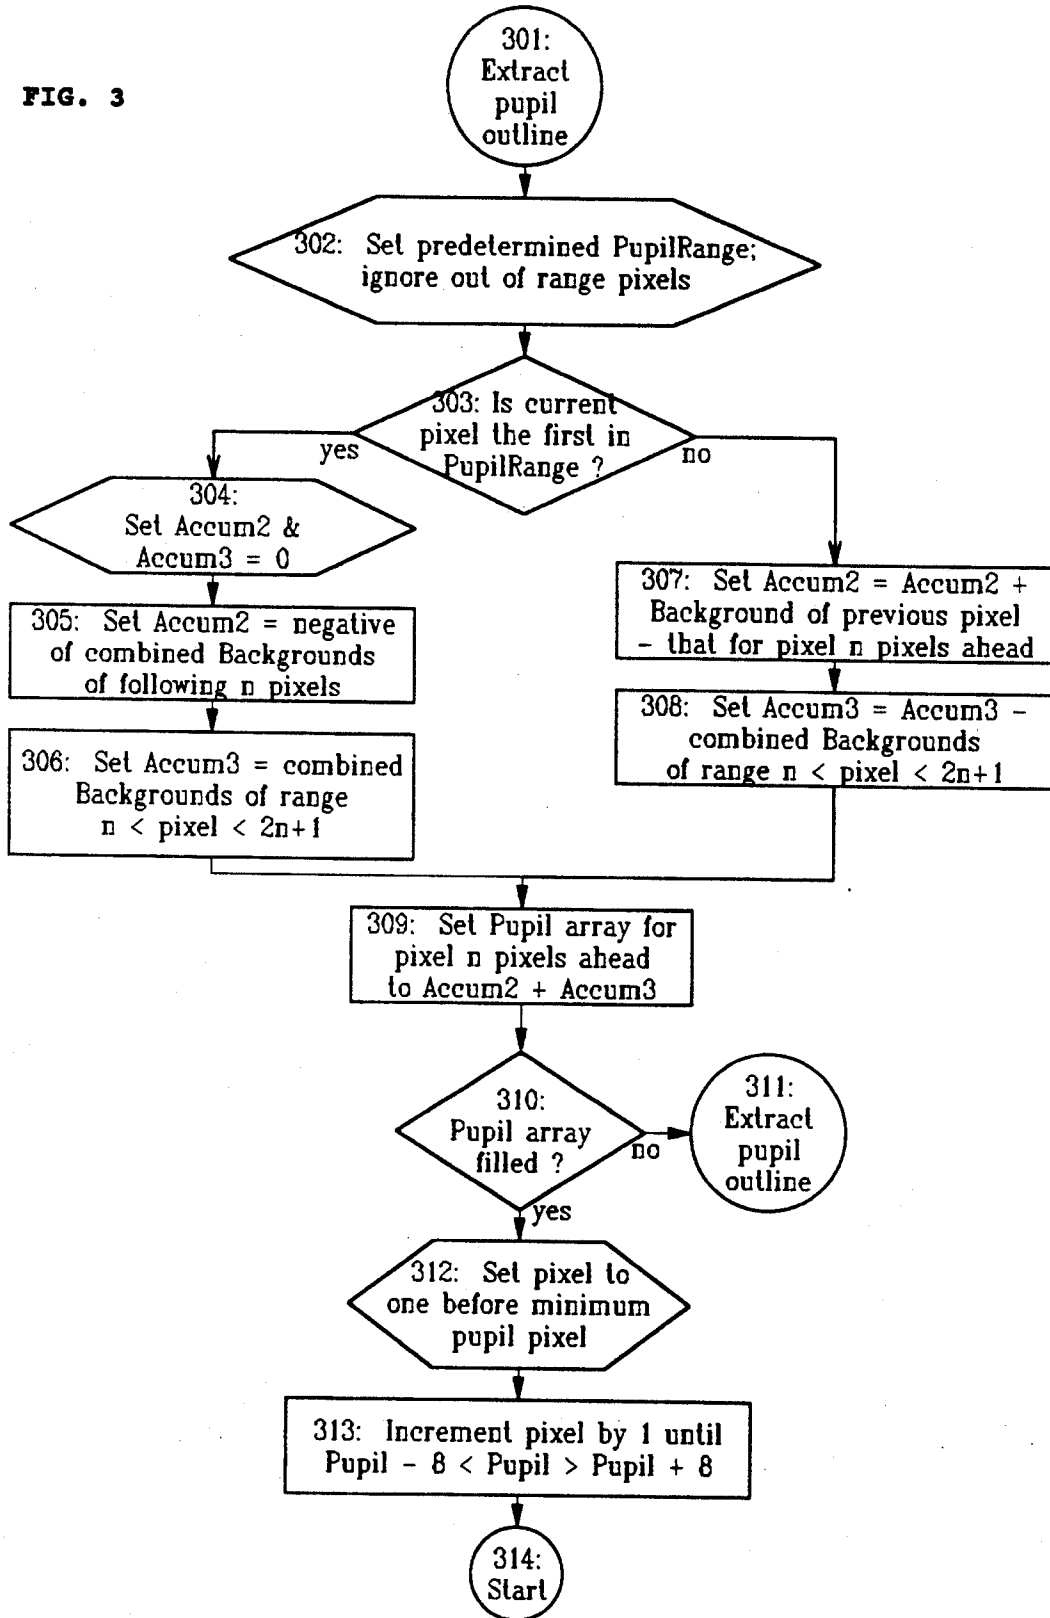 FIG. 3
301:
Extract
pupil
outline
302: Set predetermined PupilRange;
ignore out of range pixels
303: Is current
pixel the first in
PupilRange ?
yes
no
304:
Set Accum2 &
Accum3 = 0
305: Set Accum2 = negative
of combined Backgrounds
of following n pixels
306: Set Accum3 = combined
Backgrounds of range
n < pixel < 2n+1
307: Set Accum2 = Accum2 +
Background of previous pixel
- that for pixel n pixels ahead
308: Set Accum3 = Accum3 -
combined Backgrounds
of range n < pixel < 2n+1
309: Set Pupil array for
pixel n pixels ahead
to Accum2 + Accum3
310:
Pupil array
filled ?
no
311:
Extract
pupil
outline
yes
312: Set pixel to
one before minimum
pupil pixel
313: Increment pixel by 1 until
Pupil - 8 < Pupil > Pupil + 8
314:
Start